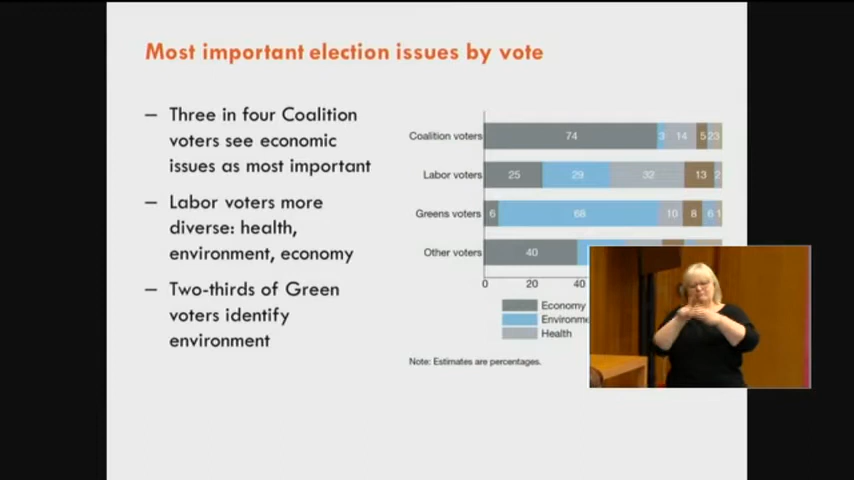 Most important election issues by vote
– Three in four Coalition
voters see economic
issues as most important
– Labor voters more
diverse: health,
environment, economy
– Two-thirds of Green
voters identify
environment
Coalition voters 74 3 14 5 2 3
Labor voters 25 29 32 13 2
Greens voters 6 68 10 8 6 1
Other voters 40
0 20 40
Economy
Environme
Health
Note: Estimates are percentages.